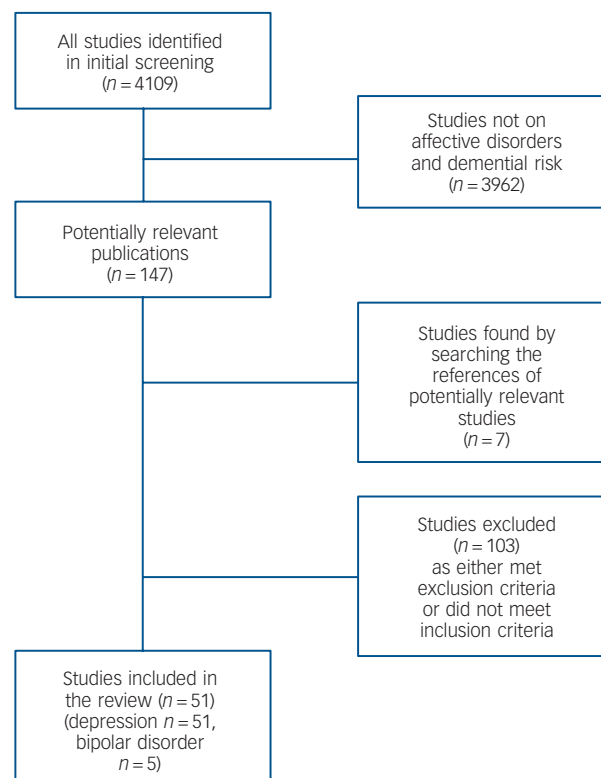 All studies identified
in initial screening
(n = 4109)
Studies not on
affective disorders
and demential risk
(n = 3962)
Potentially relevant
publications
(n = 147)
Studies found by
searching the
references of
potentially relevant
studies
(n = 7)
Studies excluded
(n = 103)
as either met
exclusion criteria
or did not meet
inclusion criteria
Studies included in
the review (n = 51)
(depression n = 51,
bipolar disorder
n = 5)